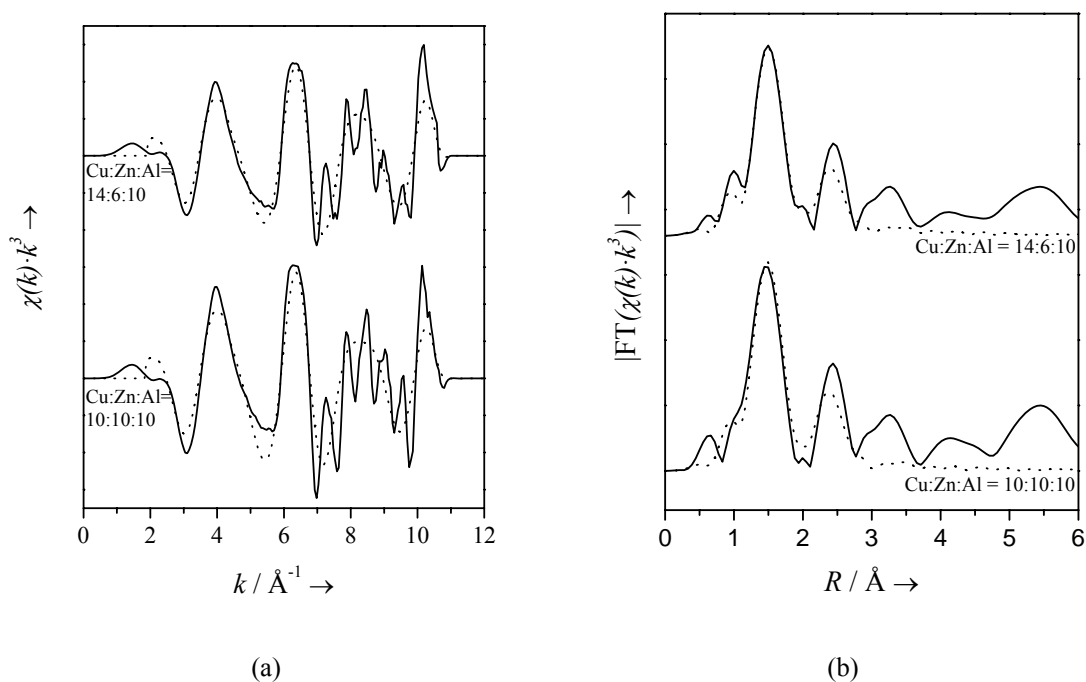 χ(k)·k³ →
Cu:Zn:Al=
14:6:10
Cu:Zn:Al=
10:10:10
0 2 4 6 8 10 12
k / Å⁻¹ →
(a)
|FT(χ(k)·k³)| →
Cu:Zn:Al = 14:6:10
Cu:Zn:Al = 10:10:10
0 1 2 3 4 5 6
R / Å →
(b)